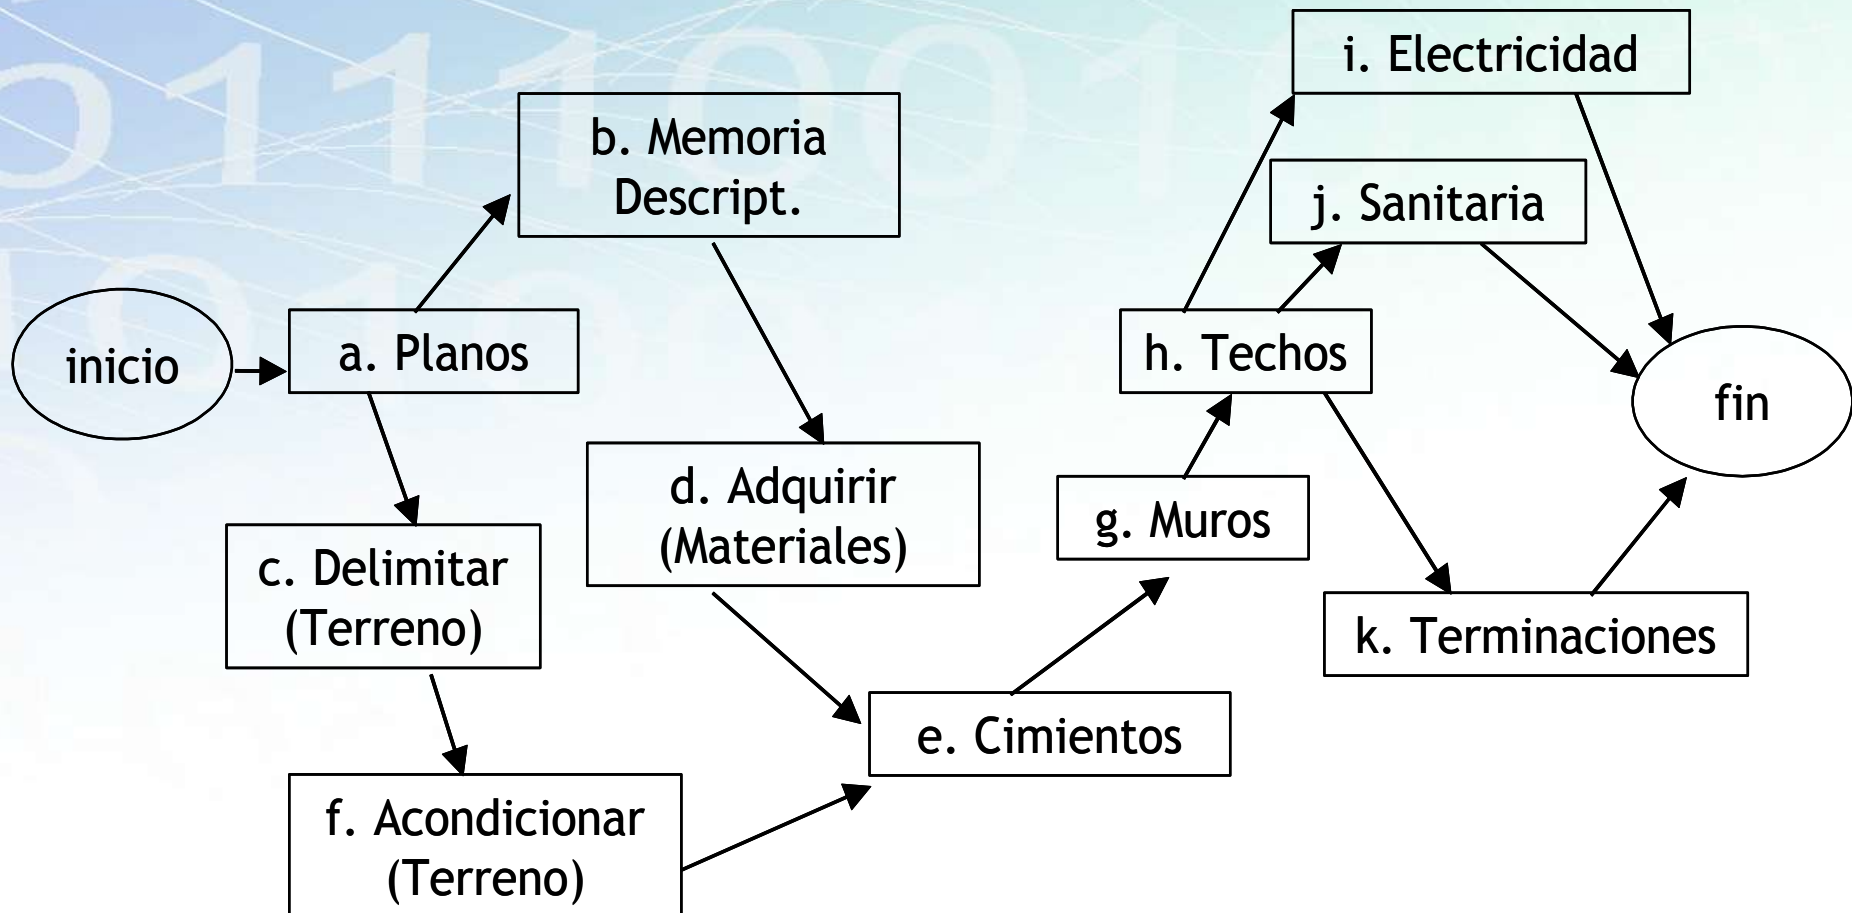 inicio
a. Planos
b. Memoria
Descript.
c. Delimitar
(Terreno)
d. Adquirir
(Materiales)
f. Acondicionar
(Terreno)
e. Cimientos
g. Muros
h. Techos
i. Electricidad
j. Sanitaria
k. Terminaciones
fin